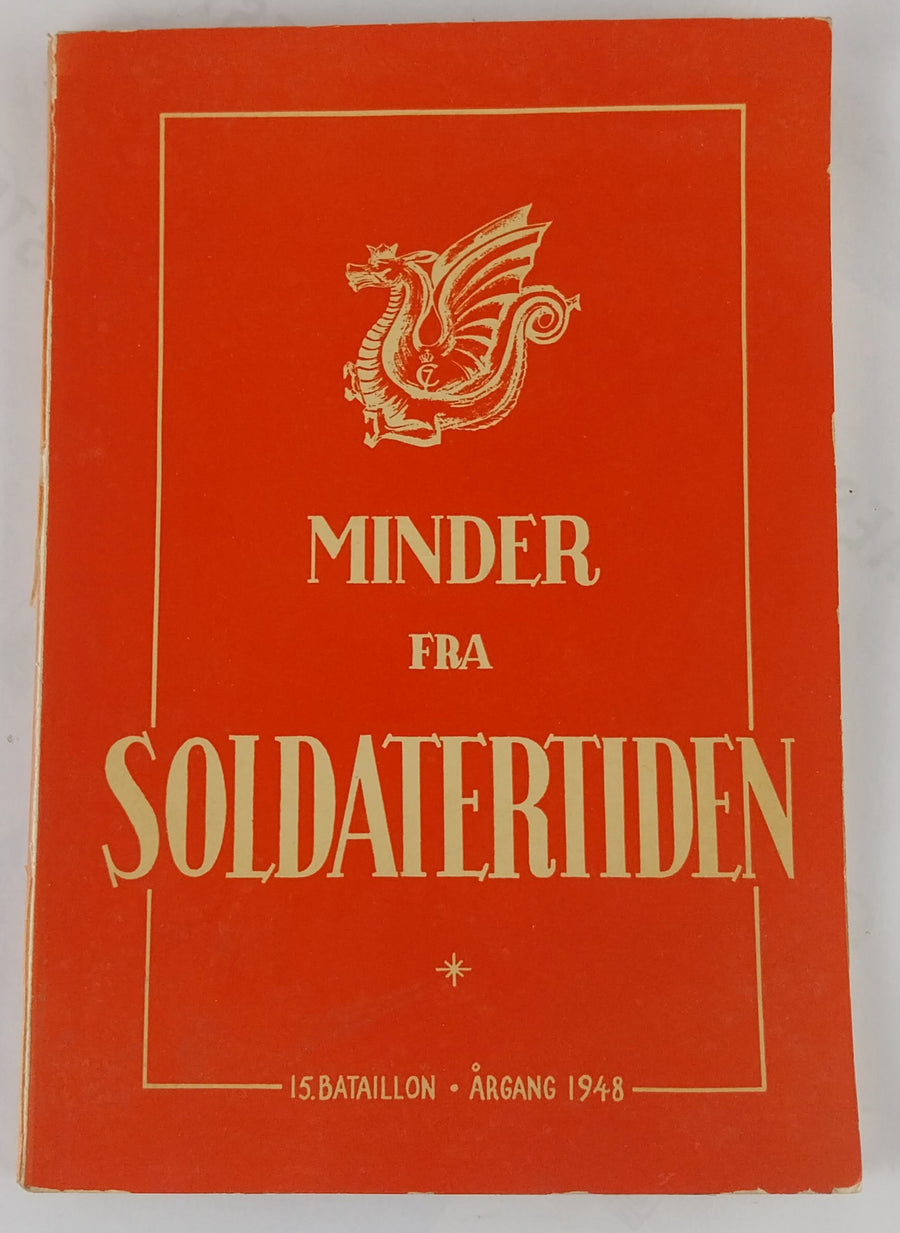 MINDER
FRA
SOLDATERTIDEN
15. BATAILLON • ÅRGANG 1948